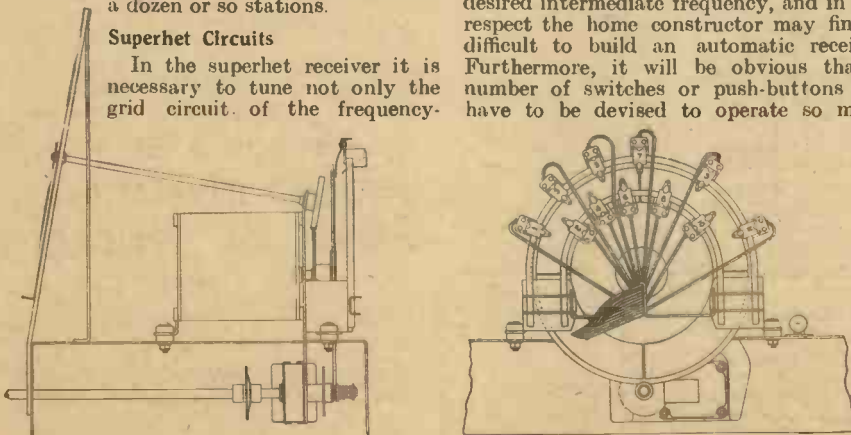 a dozen or so stations.
Superhet Circuits
In the superhet receiver it is
necessary to tune not only the
grid circuit of the frequency-
desired intermediate frequency, and in
respect the home constructor may fin
difficult to build an automatic recei
Furthermore, it will be obvious tha
number of switches or push-buttons
have to be devised to operate so m